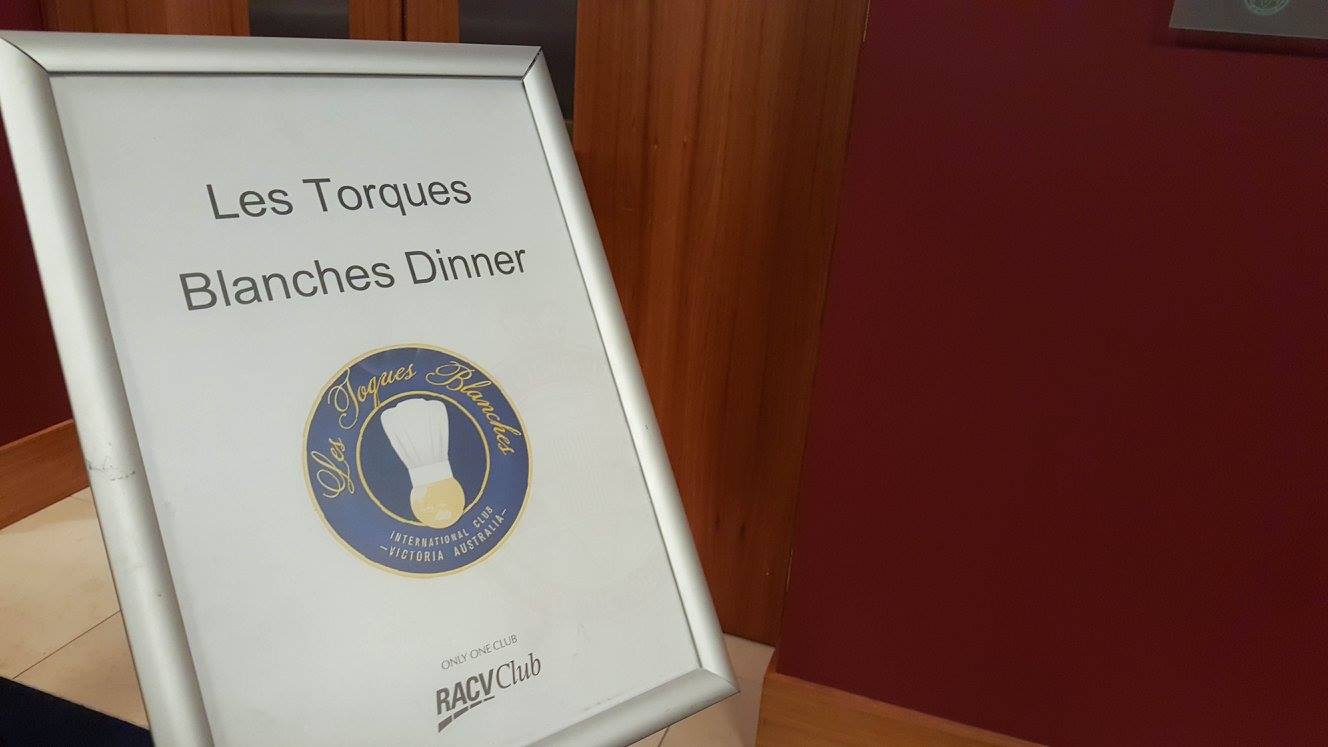 Les Torques
Blanches Dinner
Les Toques Blanches
INTERNATIONAL CLUB
–VICTORIA AUSTRALIA–
ONLY ONE CLUB
RACV Club